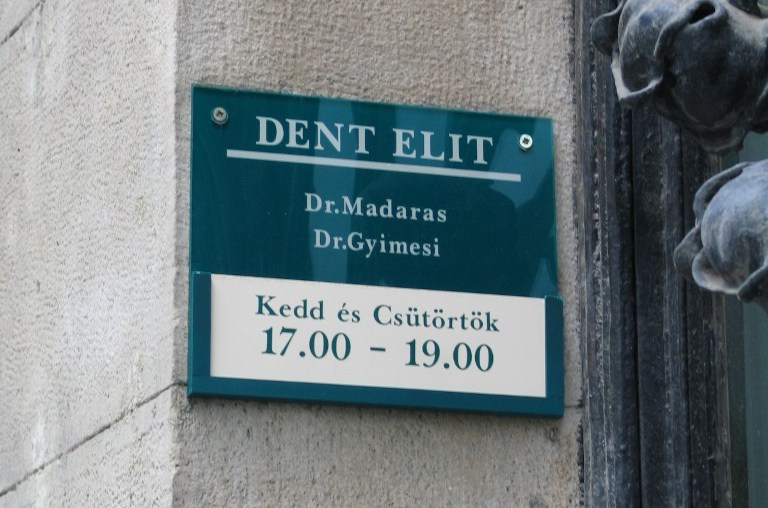 DENT ELIT
Dr.Madaras
Dr.Gyimesi
Kedd és Csütörtök
17.00 - 19.00